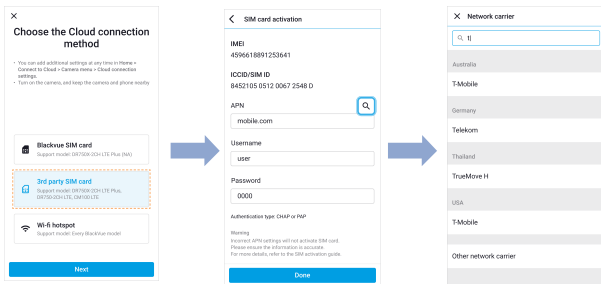 Choose the Cloud connection
method
• You can add additional settings at any time in Home >
Connect to Cloud > Camera menu > Cloud connection
settings.
• Turn on the camera, and keep the camera and phone nearby
Blackvue SIM card
Support model: DR750X-2CH LTE Plus (NA)
3rd party SIM card
Support model: DR750X-2CH LTE Plus,
DR750-2CH LTE, CM100 LTE
Wi-fi hotspot
Support model: Every BlackVue model
Next
SIM card activation
IMEI
4596618891253641
ICCID/SIM ID
8452105 0512 0067 2548 D
APN
mobile.com
Username
user
Password
0000
Authentication type: CHAP or PAP
Warning
Incorrect APN settings will not activate SIM card.
Please ensure the information is accurate.
For more details, refer to the SIM activation guide.
Done
Network carrier
t
Australia
T-Mobile
Germany
Telekom
Thailand
TrueMove H
USA
T-Mobile
Other network carrier